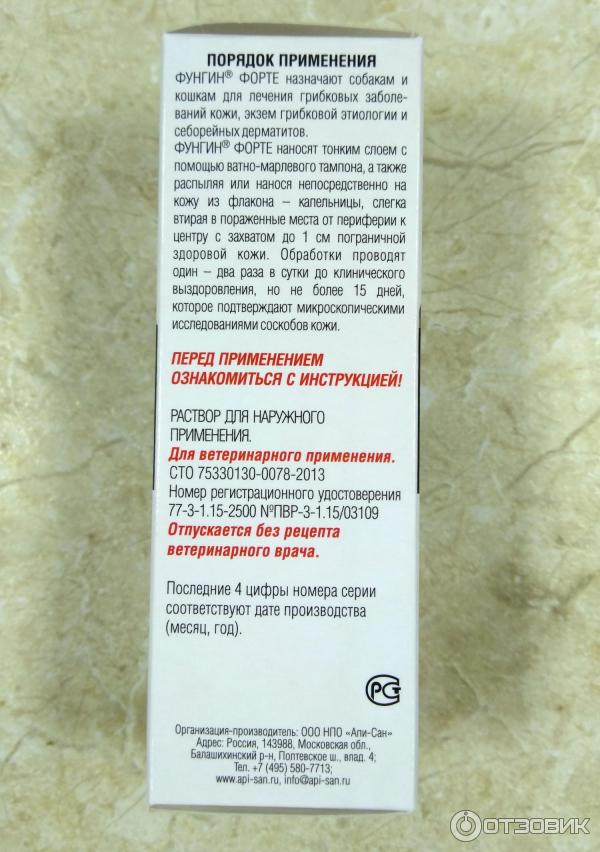 ПОРЯДОК ПРИМЕНЕНИЯ
ФУНГИН® ФОРТЕ назначают собакам и
кошкам для лечения грибковых заболе-
ваний кожи, экзем грибковой этиологии и
себорейных дерматитов.
ФУНГИН® ФОРТЕ наносят тонким слоем с
помощью ватно-марлевого тампона, а также
распыляя или нанося непосредственно на
кожу из флакона – капельницы, слегка
втирая в пораженные места от периферии к
центру с захватом до 1 см пограничной
здоровой кожи. Обработки проводят
один – два раза в сутки до клинического
выздоровления, но не более 15 дней,
которое подтверждают микроскопическими
исследованиями соскобов кожи.
ПЕРЕД ПРИМЕНЕНИЕМ
ОЗНАКОМИТЬСЯ С ИНСТРУКЦИЕЙ!
РАСТВОР ДЛЯ НАРУЖНОГО
ПРИМЕНЕНИЯ.
Для ветеринарного применения.
СТО 75330130-0078-2013
Номер регистрационного удостоверения
77-3-1.15-2500 №ПВР-3-1.15/03109
Отпускается без рецепта
ветеринарного врача.
Последние 4 цифры номера серии
соответствуют дате производства
(месяц, год).
РСТ
Организация-производитель: ООО НПО «Апи-Сан»
Адрес: Россия, 143988, Московская обл.,
Балашихинский р-н, Полтевское ш., влад. 4;
Тел. +7 (495) 580-7713;
www.api-san.ru, info@api-san.ru
ОТЗОВИК